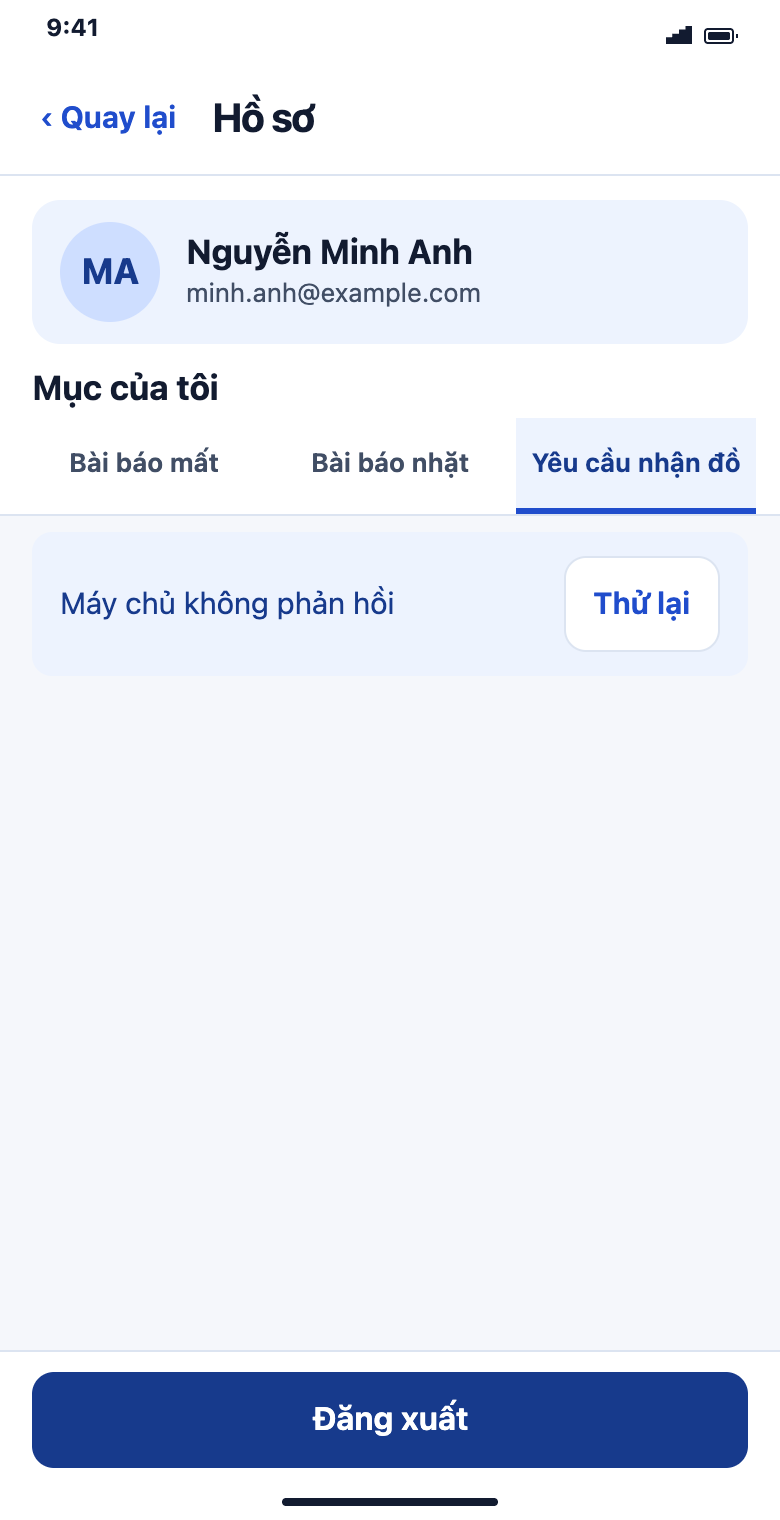 9:41
‹ Quay lại Hồ sơ
MA
Nguyễn Minh Anh
minh.anh@example.com
Mục của tôi
Bài báo mất Bài báo nhặt Yêu cầu nhận đồ
Máy chủ không phản hồi Thử lại
Đăng xuất